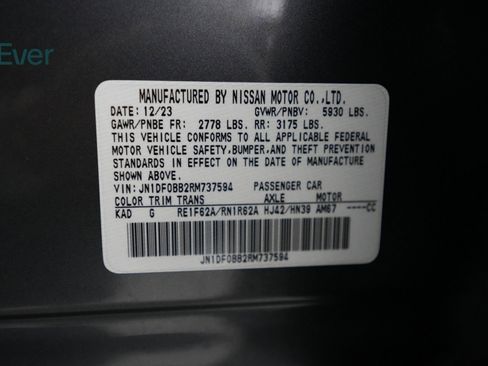 Ever
MANUFACTURED BY NISSAN MOTOR CO.,LTD.
DATE: 12/23 GVWR/PNBV: 5930 LBS.
GAWR/PNBE FR: 2778 LBS. RR: 3175 LBS.
THIS VEHICLE CONFORMS TO ALL APPLICABLE FEDERAL
MOTOR VEHICLE SAFETY,BUMPER,AND THEFT PREVENTION
STANDARDS IN EFFECT ON THE DATE OF MANUFACTURE
SHOWN ABOVE.
VIN: JN1DF0BB2RM737594 PASSENGER CAR
COLOR TRIM TRANS AXLE MOTOR
KAD G RE1F62A/RN1R62A HJ42/HN39 AM67 ----CC
JN1DF0BB2RM737594